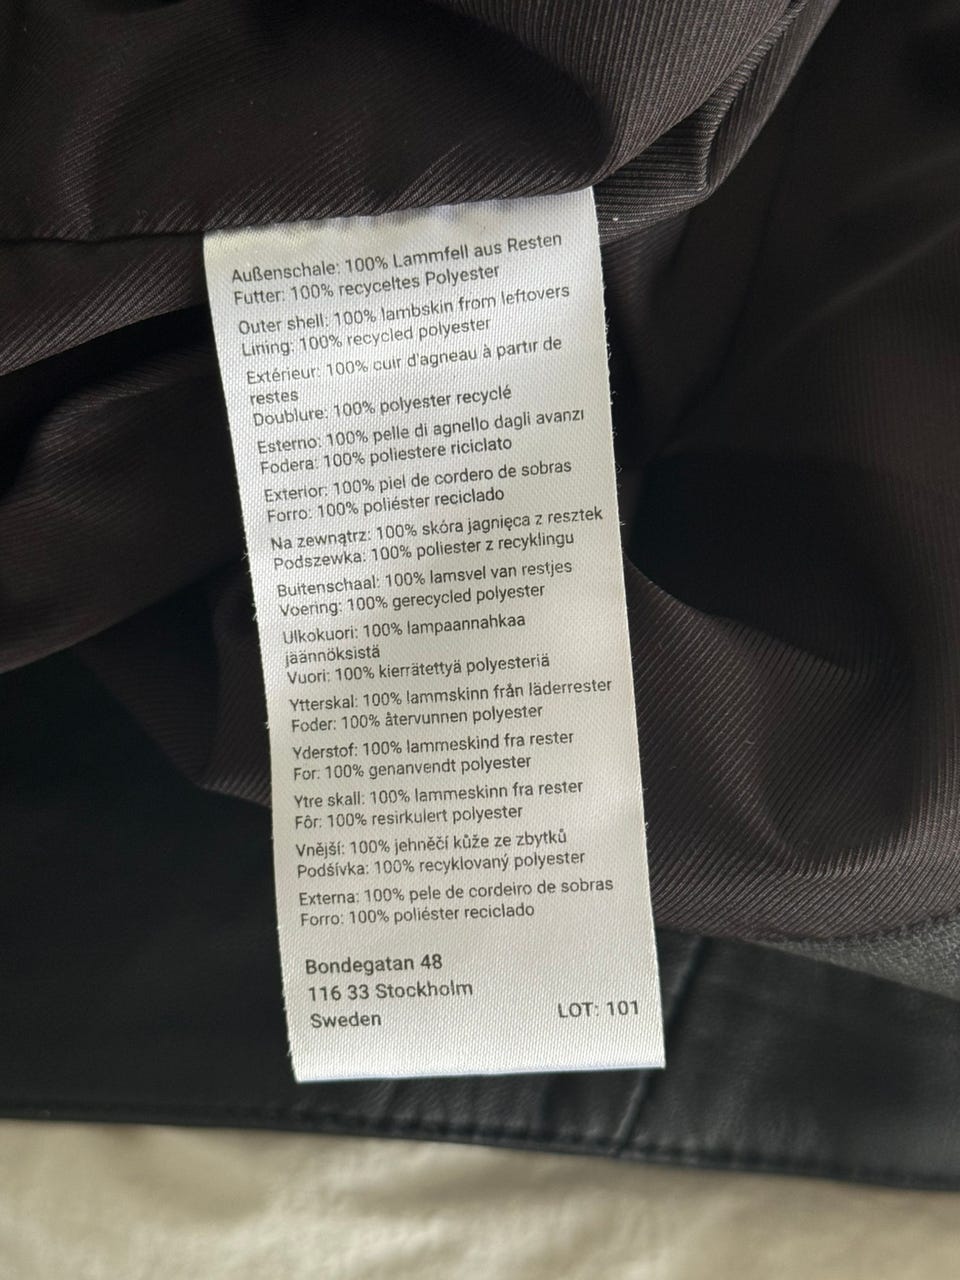 Außenschale: 100% Lammfell aus Resten
Futter: 100% recyceltes Polyester
Outer shell: 100% lambskin from leftovers
Lining: 100% recycled polyester
Extérieur: 100% cuir d'agneau à partir de
restes
Doublure: 100% polyester recyclé
Esterno: 100% pelle di agnello dagli avanzi
Fodera: 100% poliestere riciclato
Exterior: 100% piel de cordero de sobras
Forro: 100% poliéster reciclado
Na zewnątrz: 100% skóra jagnięca z resztek
Podszewka: 100% poliester z recyklingu
Buitenschaal: 100% lamsvel van restjes
Voering: 100% gerecycled polyester
Ulkokuori: 100% lampaannahkaa
jäännöksistä
Vuori: 100% kierrätettyä polyesteriä
Ytterskal: 100% lammskinn från läderrester
Foder: 100% återvunnen polyester
Yderstof: 100% lammeskind fra rester
For: 100% genanvendt polyester
Ytre skall: 100% lammeskinn fra rester
Fôr: 100% resirkulert polyester
Vnější: 100% jehněčí kůže ze zbytků
Podšívka: 100% recyklovaný polyester
Externa: 100% pele de cordeiro de sobras
Forro: 100% poliéster reciclado
Bondegatan 48
116 33 Stockholm
Sweden LOT: 101